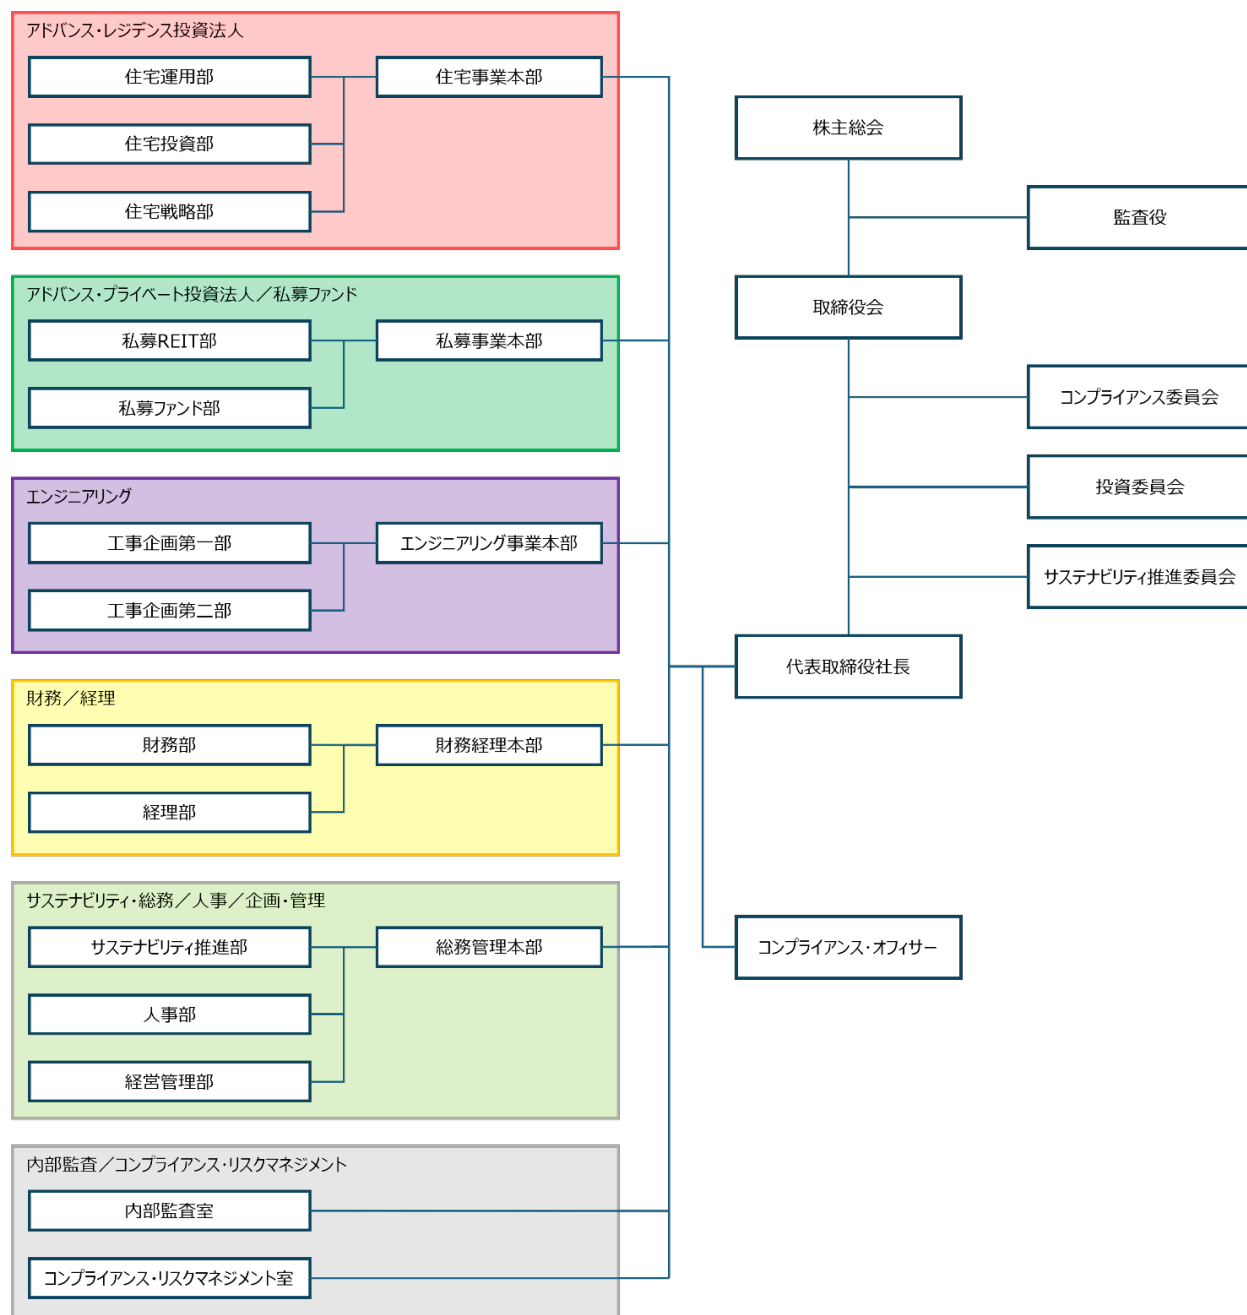 アドバンス・レジデンス投資法人
住宅運用部
住宅事業本部
住宅投資部
住宅戦略部
アドバンス・プライベート投資法人／私募ファンド
私募REIT部
私募事業本部
私募ファンド部
エンジニアリング
工事企画第一部
エンジニアリング事業本部
工事企画第二部
財務／経理
財務部
財務経理本部
経理部
サステナビリティ・総務／人事／企画・管理
サステナビリティ推進部
総務管理本部
人事部
経営管理部
内部監査／コンプライアンス・リスクマネジメント
内部監査室
コンプライアンス・リスクマネジメント室
株主総会
監査役
取締役会
コンプライアンス委員会
投資委員会
サステナビリティ推進委員会
代表取締役社長
コンプライアンス・オフィサー